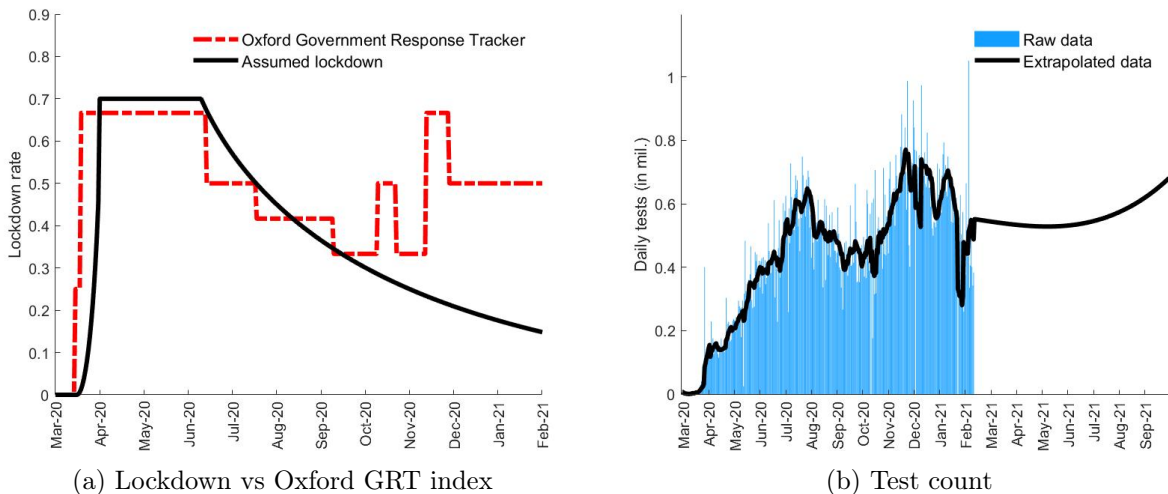 0.9
0.8
0.7
0.6
0.5
0.4
0.3
0.2
0.1
0
Lockdown rate
Oxford Government Response Tracker
Assumed lockdown
Mar-20
Apr-20
May-20
Jun-20
Jul-20
Aug-20
Sep-20
Oct-20
Nov-20
Dec-20
Jan-21
Feb-21
(a) Lockdown vs Oxford GRT index
1
0.8
0.6
0.4
0.2
0
Daily tests (in mil.)
Raw data
Extrapolated data
Mar-20
Apr-20
May-20
Jun-20
Jul-20
Aug-20
Sep-20
Oct-20
Nov-20
Dec-20
Jan-21
Feb-21
Mar-21
Apr-21
May-21
Jun-21
Jul-21
Aug-21
Sep-21
(b) Test count